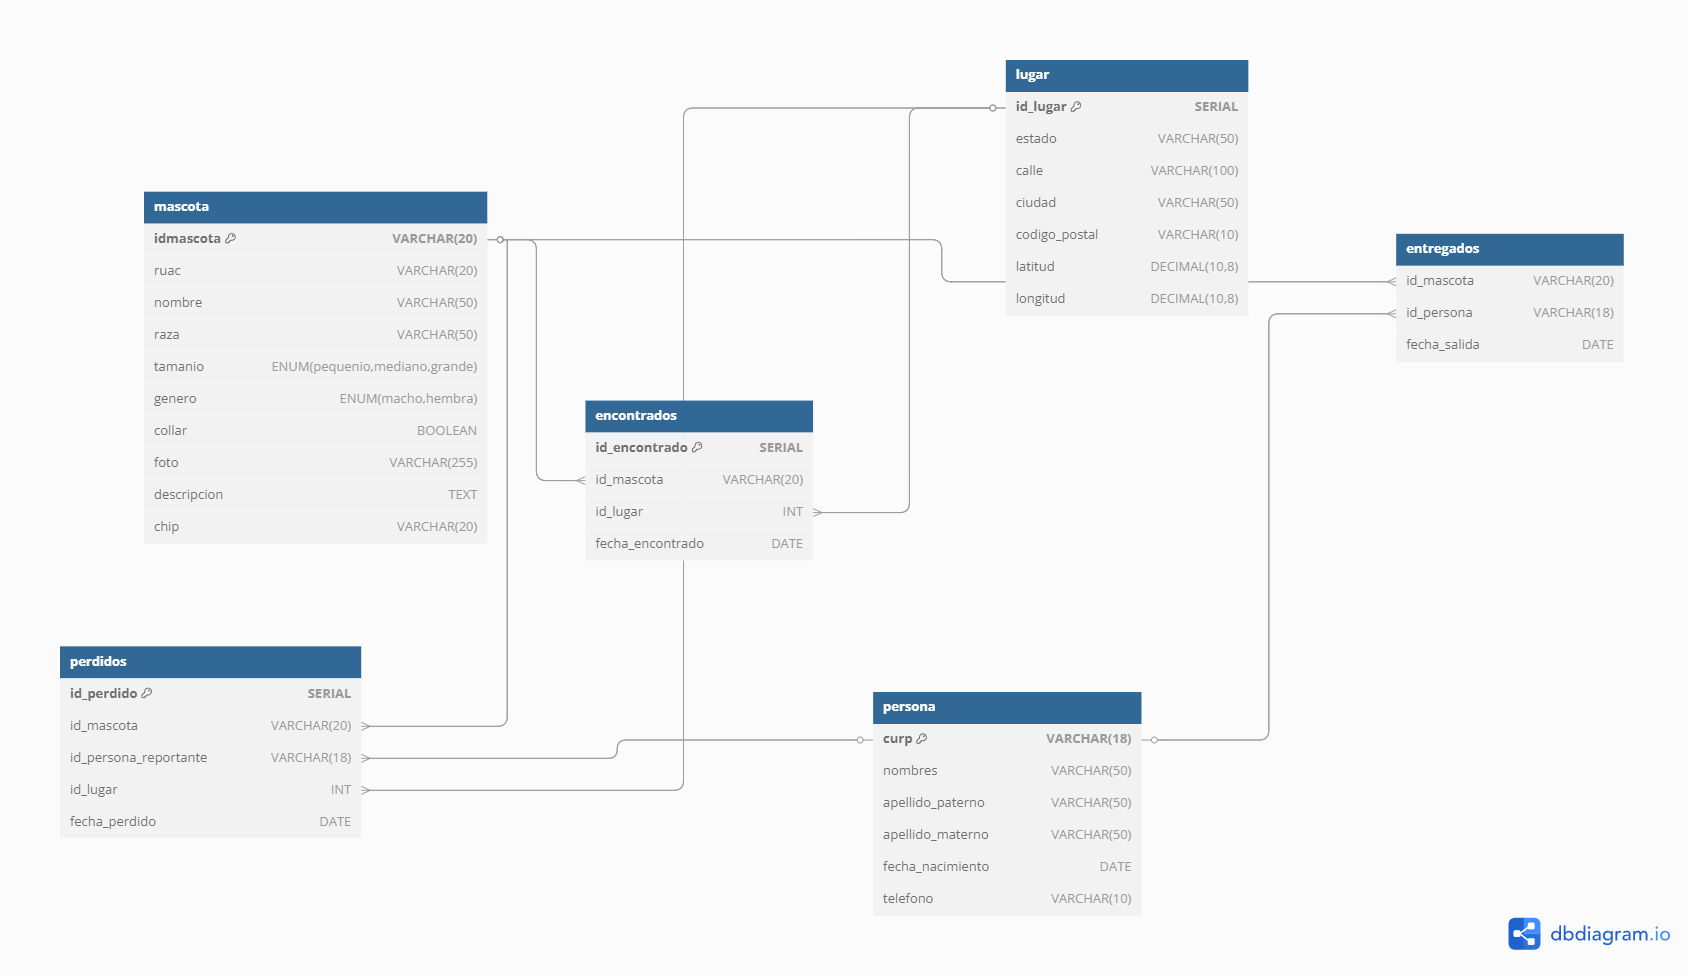 lugar
id_lugar SERIAL
estado VARCHAR(50)
calle VARCHAR(100)
ciudad VARCHAR(50)
codigo_postal VARCHAR(10)
latitud DECIMAL(10,8)
longitud DECIMAL(10,8)
mascota
idmascota VARCHAR(20)
ruac VARCHAR(20)
nombre VARCHAR(50)
raza VARCHAR(50)
tamanio ENUM(pequenio,mediano,grande)
genero ENUM(macho,hembra)
collar BOOLEAN
foto VARCHAR(255)
descripcion TEXT
chip VARCHAR(20)
entregados
id_mascota VARCHAR(20)
id_persona VARCHAR(18)
fecha_salida DATE
encontrados
id_encontrado SERIAL
id_mascota VARCHAR(20)
id_lugar INT
fecha_encontrado DATE
perdidos
id_perdido SERIAL
id_mascota VARCHAR(20)
id_persona_reportante VARCHAR(18)
id_lugar INT
fecha_perdido DATE
persona
curp VARCHAR(18)
nombres VARCHAR(50)
apellido_paterno VARCHAR(50)
apellido_materno VARCHAR(50)
fecha_nacimiento DATE
telefono VARCHAR(10)
dbdiagram.io